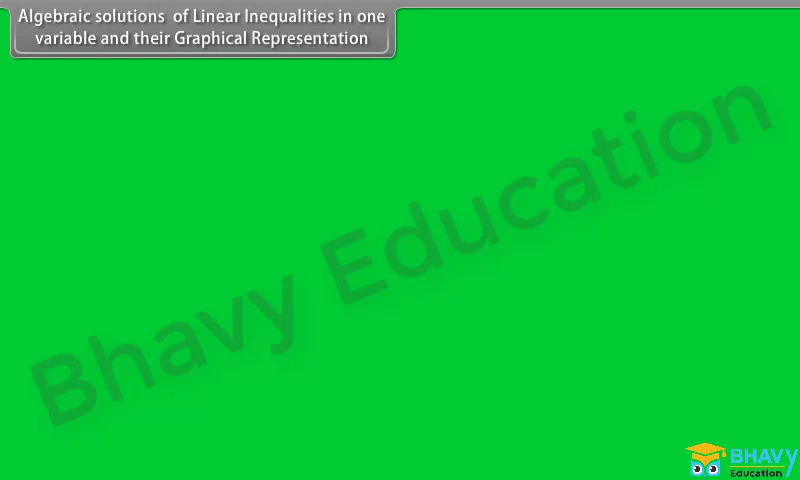 Algebraic solutions of Linear Inequalities in one
variable and their Graphical Representation
Bhavy Education
BHAVY
Education